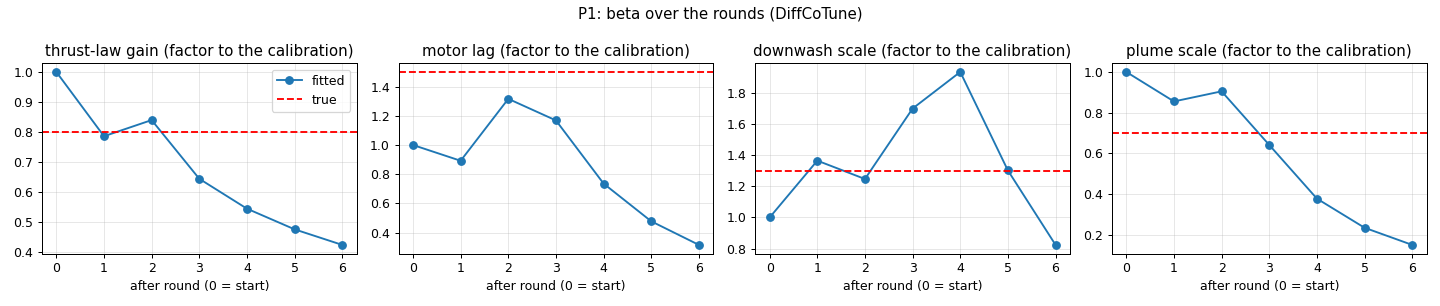 P1: beta over the rounds (DiffCoTune)
thrust-law gain (factor to the calibration)
1.0
0.9
0.8
0.7
0.6
0.5
0.4
0 1 2 3 4 5 6
after round (0 = start)
fitted
true
motor lag (factor to the calibration)
1.4
1.2
1.0
0.8
0.6
0.4
0 1 2 3 4 5 6
after round (0 = start)
downwash scale (factor to the calibration)
1.8
1.6
1.4
1.2
1.0
0.8
0 1 2 3 4 5 6
after round (0 = start)
plume scale (factor to the calibration)
1.0
0.8
0.6
0.4
0.2
0 1 2 3 4 5 6
after round (0 = start)